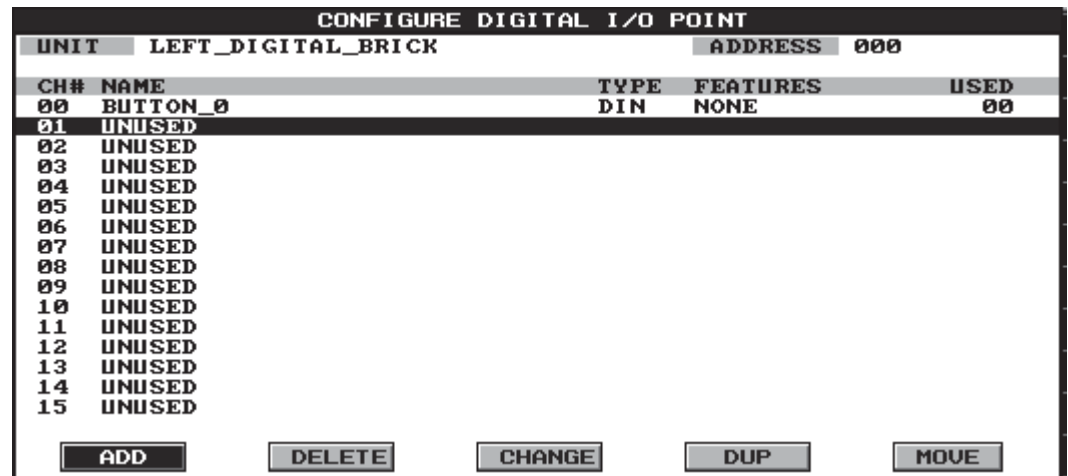 CONFIGURE DIGITAL I/O POINT
UNIT LEFT_DIGITAL_BRICK ADDRESS 000
CH# NAME TYPE FEATURES USED
00 BUTTON_0 DIN NONE 00
01 UNUSED
02 UNUSED
03 UNUSED
04 UNUSED
05 UNUSED
06 UNUSED
07 UNUSED
08 UNUSED
09 UNUSED
10 UNUSED
11 UNUSED
12 UNUSED
13 UNUSED
14 UNUSED
15 UNUSED
ADD DELETE CHANGE DUP MOVE